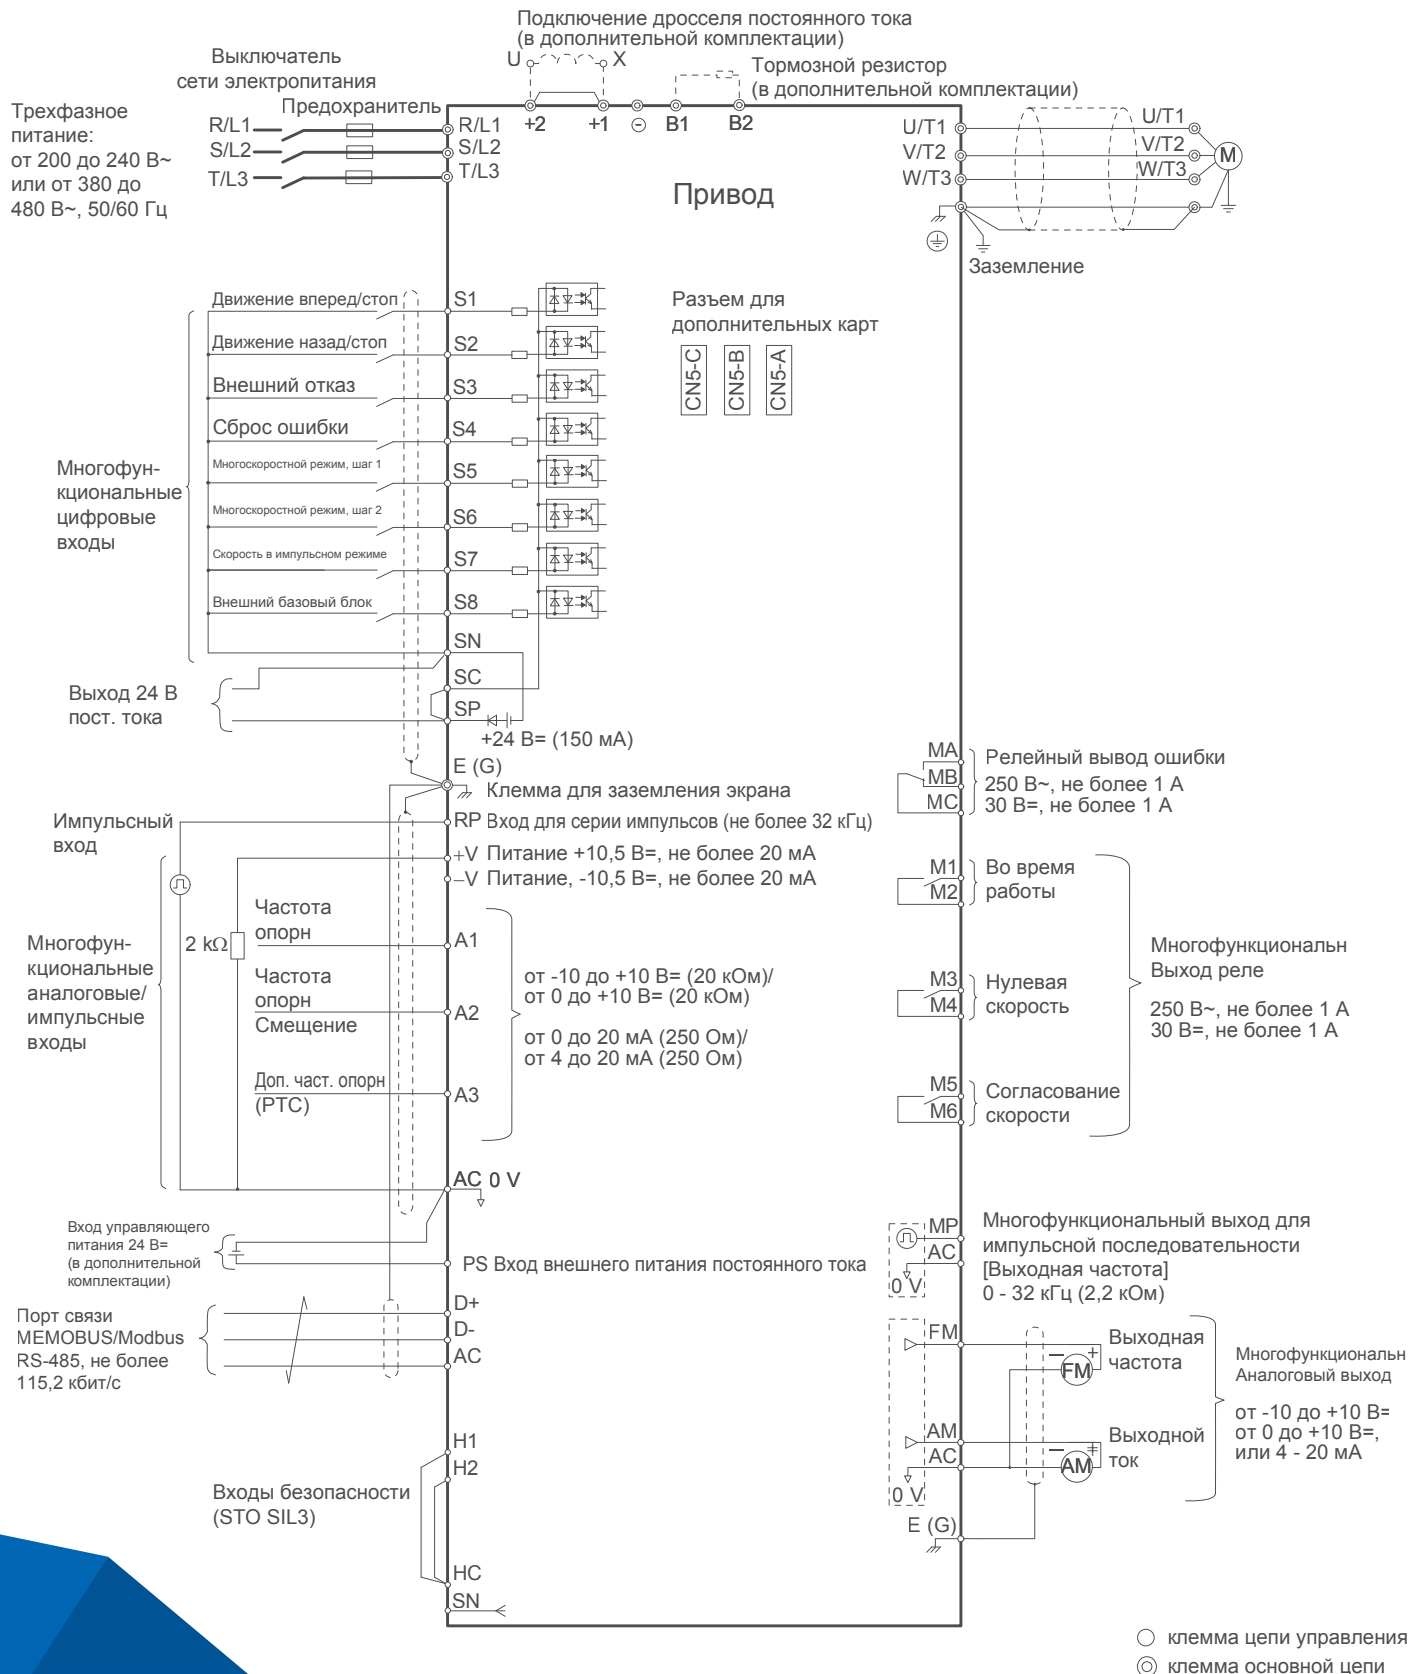 Подключение дросселя постоянного тока
(в дополнительной комплектации)
U X
Выключатель
сети электропитания
Предохранитель
Тормозной резистор
(в дополнительной комплектации)
Трехфазное
питание:
от 200 до 240 В~
или от 380 до
480 В~, 50/60 Гц
R/L1
S/L2
T/L3
R/L1
S/L2
T/L3
+2 +1 ⊖ B1 B2
Привод
U/T1
V/T2
W/T3
U/T1
V/T2
W/T3
M
Заземление
Движение вперед/стоп
S1
Движение назад/стоп
S2
Внешний отказ
S3
Сброс ошибки
S4
Многоскоростной режим, шаг 1
S5
Многоскоростной режим, шаг 2
S6
Скорость в импульсном режиме
S7
Внешний базовый блок
S8
SN
SC
SP
Многофун-
кциональные
цифровые
входы
Разъем для
дополнительных карт
CN5-C
CN5-B
CN5-A
Выход 24 В
пост. тока
+24 В= (150 мА)
E (G)
Клемма для заземления экрана
Импульсный
вход
RP Вход для серии импульсов (не более 32 кГц)
+V Питание +10,5 В=, не более 20 мА
–V Питание, -10,5 В=, не более 20 мА
Многофун-
кциональные
аналоговые/
импульсные
входы
2 kΩ
Частота
опорн
A1
Частота
опорн
Смещение
A2
Доп. част. опорн
(PTC)
A3
от -10 до +10 В= (20 кОм)/
от 0 до +10 В= (20 кОм)
от 0 до 20 мА (250 Ом)/
от 4 до 20 мА (250 Ом)
AC 0 V
Вход управляющего
питания 24 В=
(в дополнительной
комплектации)
PS Вход внешнего питания постоянного тока
Порт связи
MEMOBUS/Modbus
RS-485, не более
115,2 кбит/с
D+
D-
AC
H1
H2
Входы безопасности
(STO SIL3)
HC
SN
MA
MB
MC
Релейный вывод ошибки
250 В~, не более 1 А
30 В=, не более 1 А
M1
M2
Во время
работы
M3
M4
Нулевая
скорость
M5
M6
Согласование
скорости
Многофункциональн
Выход реле
250 В~, не более 1 А
30 В=, не более 1 А
MP
AC
0 V
Многофункциональный выход для
импульсной последовательности
[Выходная частота]
0 - 32 кГц (2,2 кОм)
FM
– +
FM
Выходная
частота
AM
AC
0 V
– ‡
AM
Выходной
ток
E (G)
Многофункциональн
Аналоговый выход
от -10 до +10 В=
от 0 до +10 В=,
или 4 - 20 мА
клемма цепи управления
клемма основной цепи